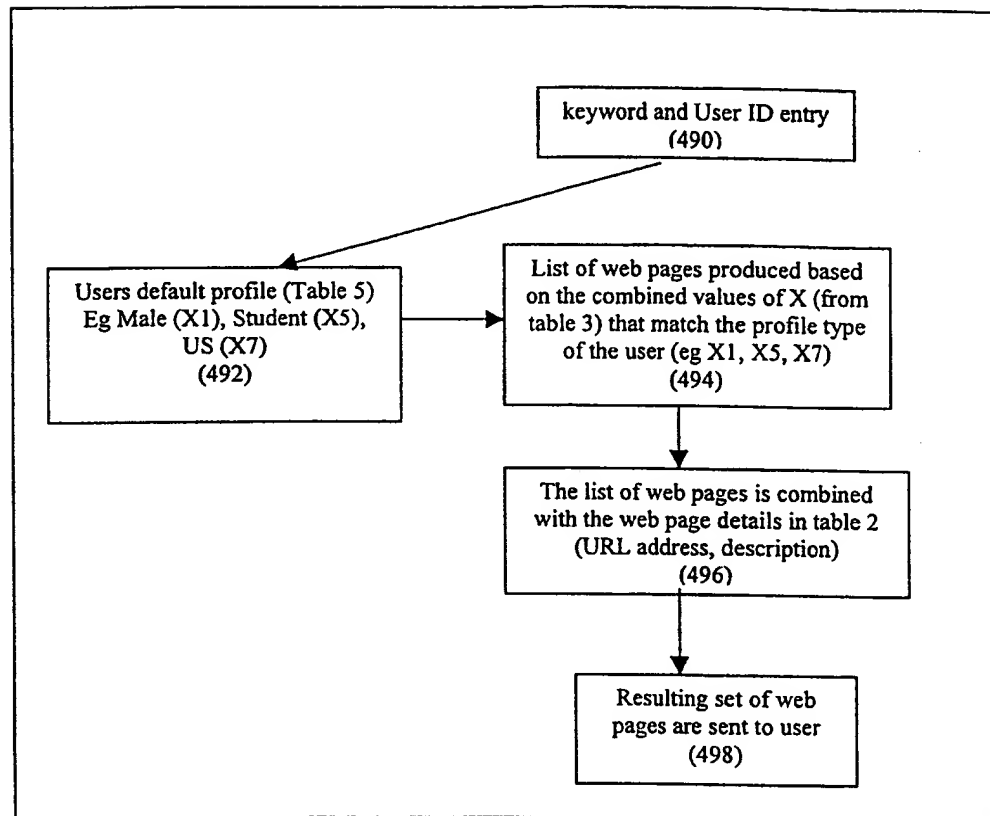 keyword and User ID entry
(490)
Users default profile (Table 5)
Eg Male (X1), Student (X5),
US (X7)
(492)
List of web pages produced based
on the combined values of X (from
table 3) that match the profile type
of the user (eg X1, X5, X7)
(494)
The list of web pages is combined
with the web page details in table 2
(URL address, description)
(496)
Resulting set of web
pages are sent to user
(498)